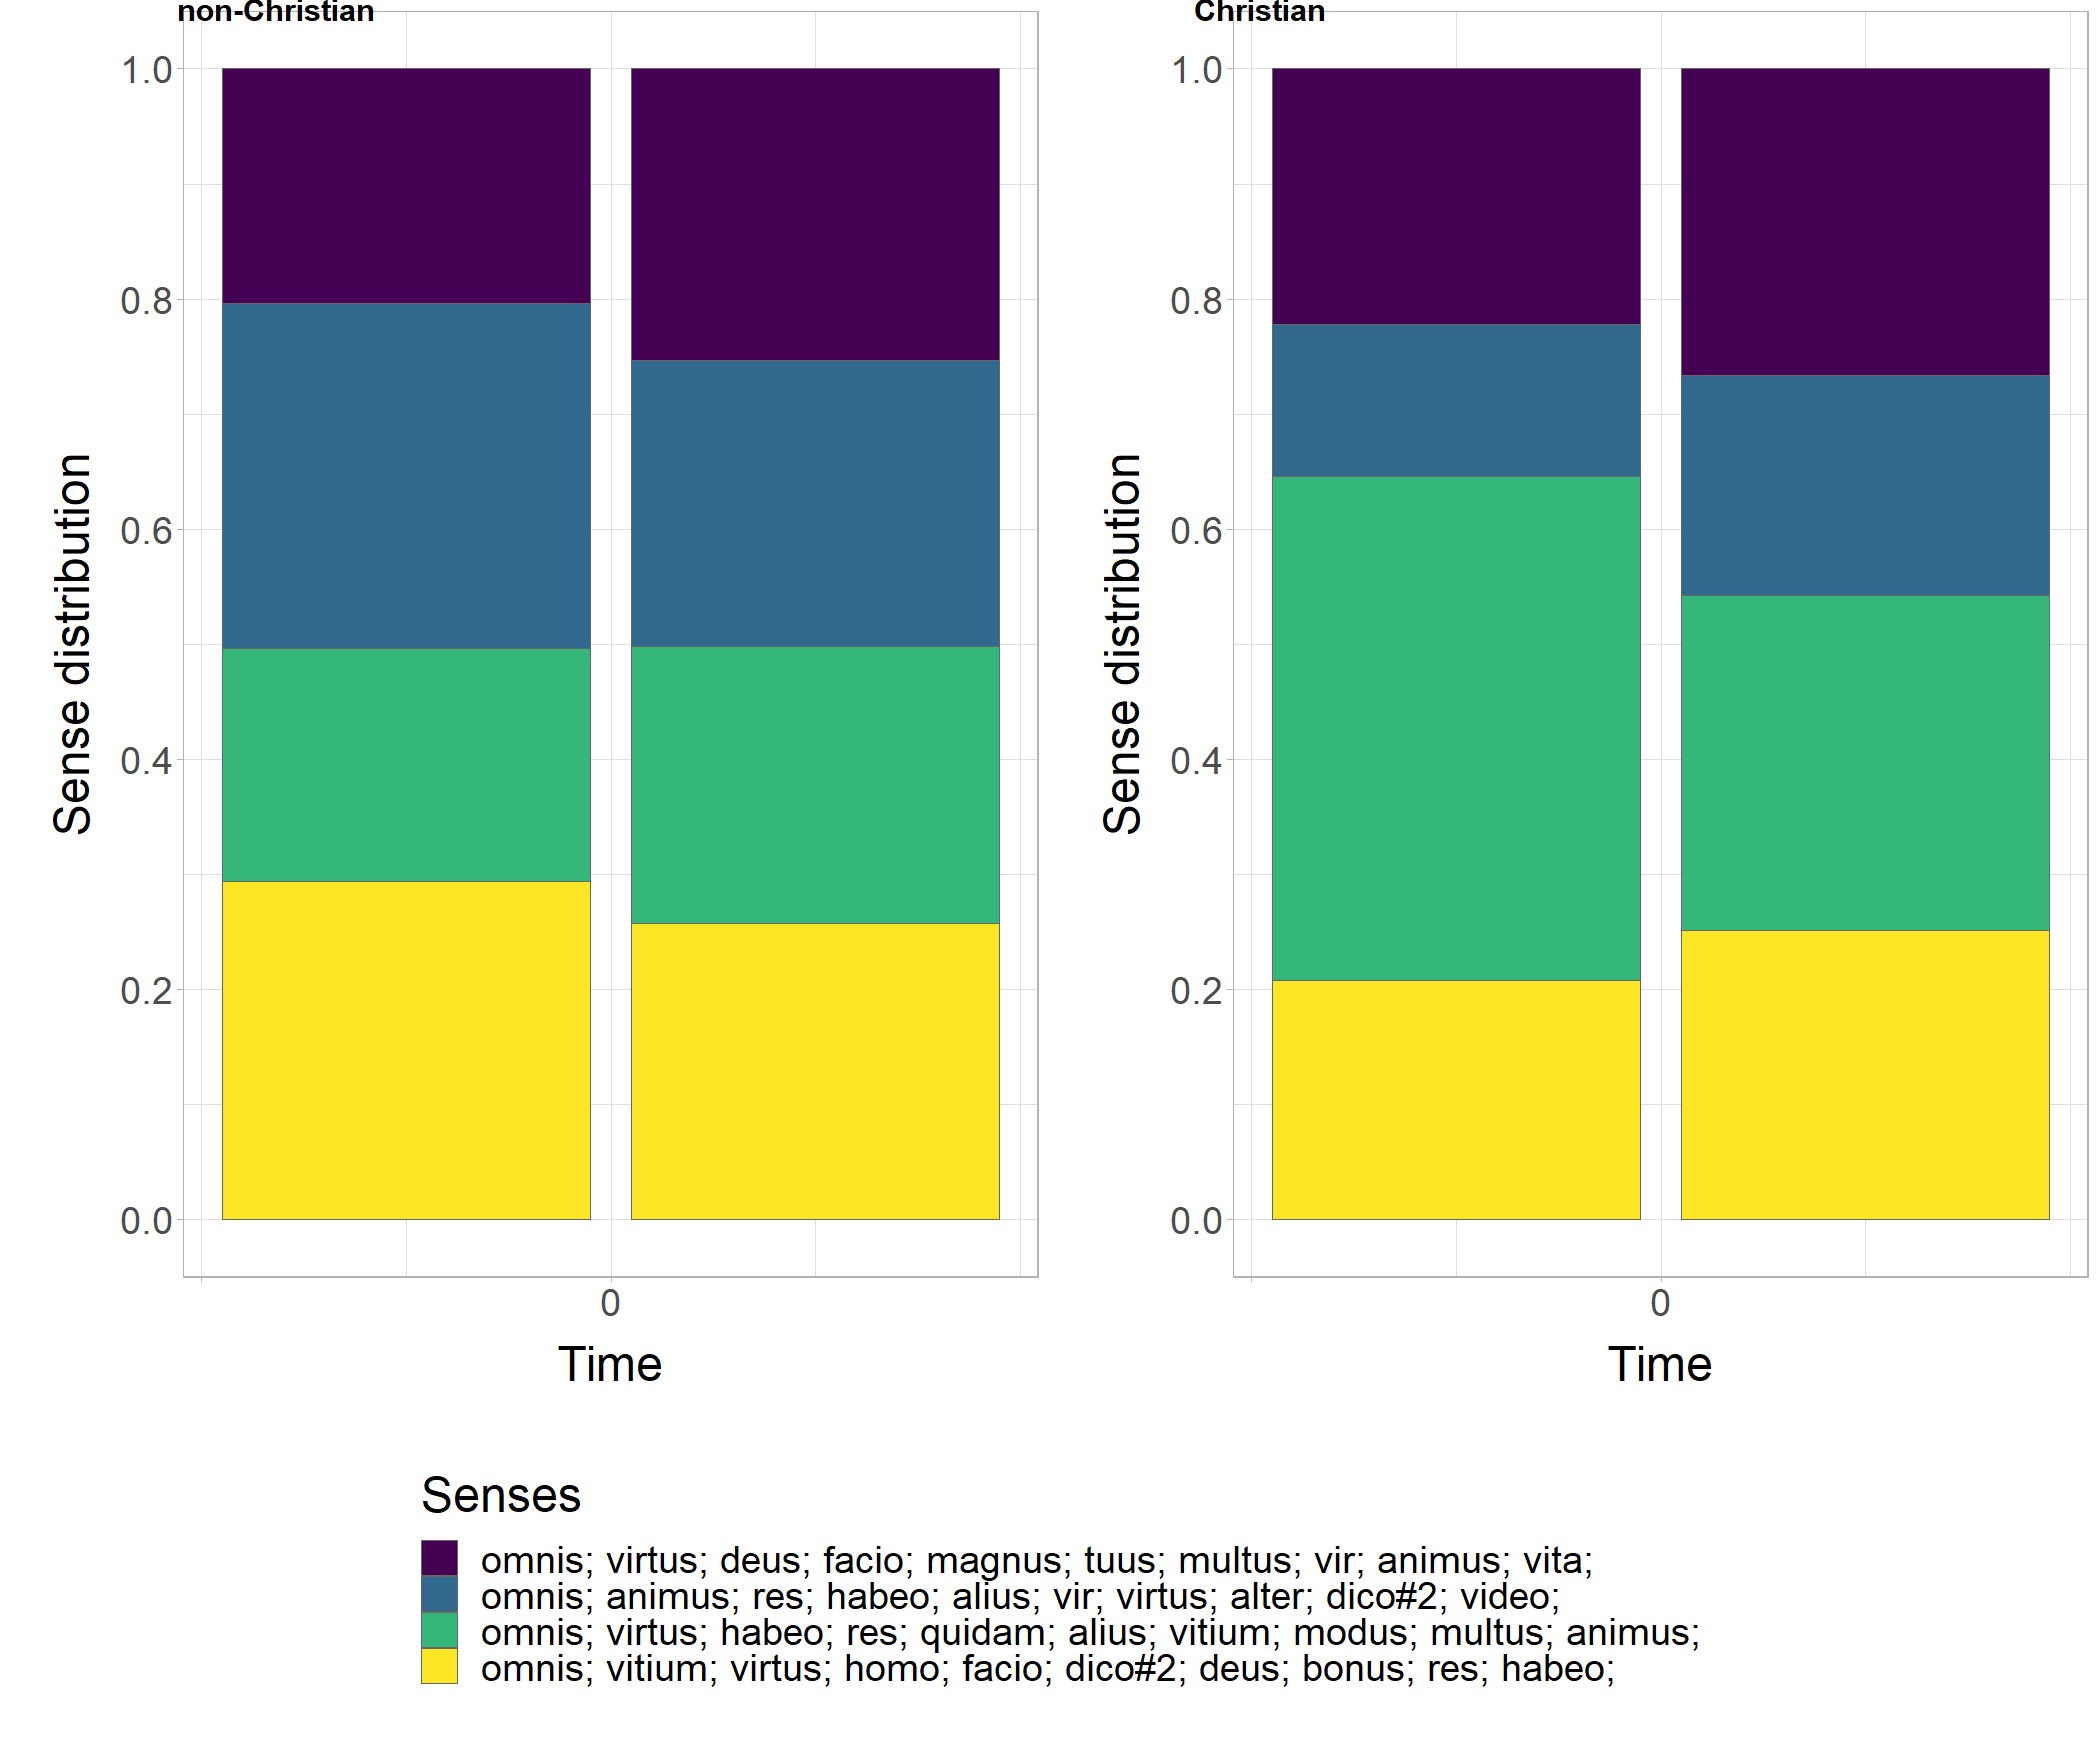 non-Christian
1.0
0.8
0.6
0.4
0.2
0.0
Sense distribution
0
Time
Christian
1.0
0.8
0.6
0.4
0.2
0.0
Sense distribution
0
Time
Senses
omnis; virtus; deus; facio; magnus; tuus; multus; vir; animus; vita;
omnis; animus; res; habeo; alius; vir; virtus; alter; dico#2; video;
omnis; virtus; habeo; res; quidam; alius; vitium; modus; multus; animus;
omnis; vitium; virtus; homo; facio; dico#2; deus; bonus; res; habeo;